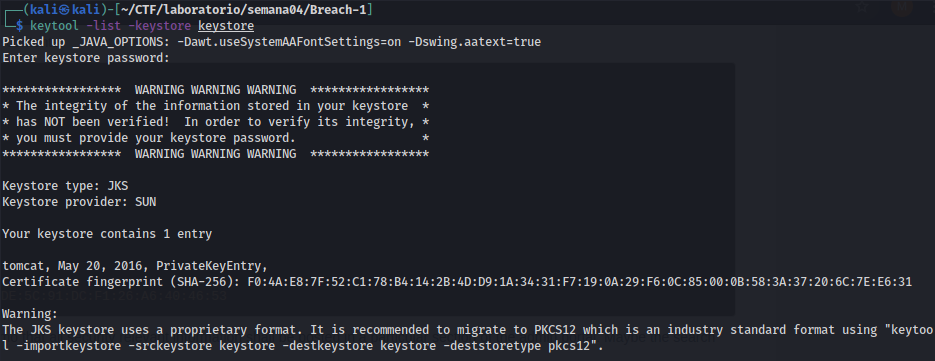 ┌──(kali㉿kali)-[~/CTF/laboratorio/semana04/Breach-1]
└─$ keytool -list -keystore keystore
Picked up _JAVA_OPTIONS: -Dawt.useSystemAAFontSettings=on -Dswing.aatext=true
Enter keystore password:
*****************  WARNING WARNING WARNING  *****************
* The integrity of the information stored in your keystore  *
* has NOT been verified!  In order to verify its integrity, *
* you must provide your keystore password.                  *
*****************  WARNING WARNING WARNING  *****************
Keystore type: JKS
Keystore provider: SUN
Your keystore contains 1 entry
tomcat, May 20, 2016, PrivateKeyEntry,
Certificate fingerprint (SHA-256): F0:4A:E8:7F:52:C1:78:B4:14:2B:4D:D9:1A:34:31:F7:19:0A:29:F6:0C:85:00:0B:58:3A:37:20:6C:7E:E6:31
Warning:
The JKS keystore uses a proprietary format. It is recommended to migrate to PKCS12 which is an industry standard format using "keytoo
l -importkeystore -srckeystore keystore -destkeystore keystore -deststoretype pkcs12".